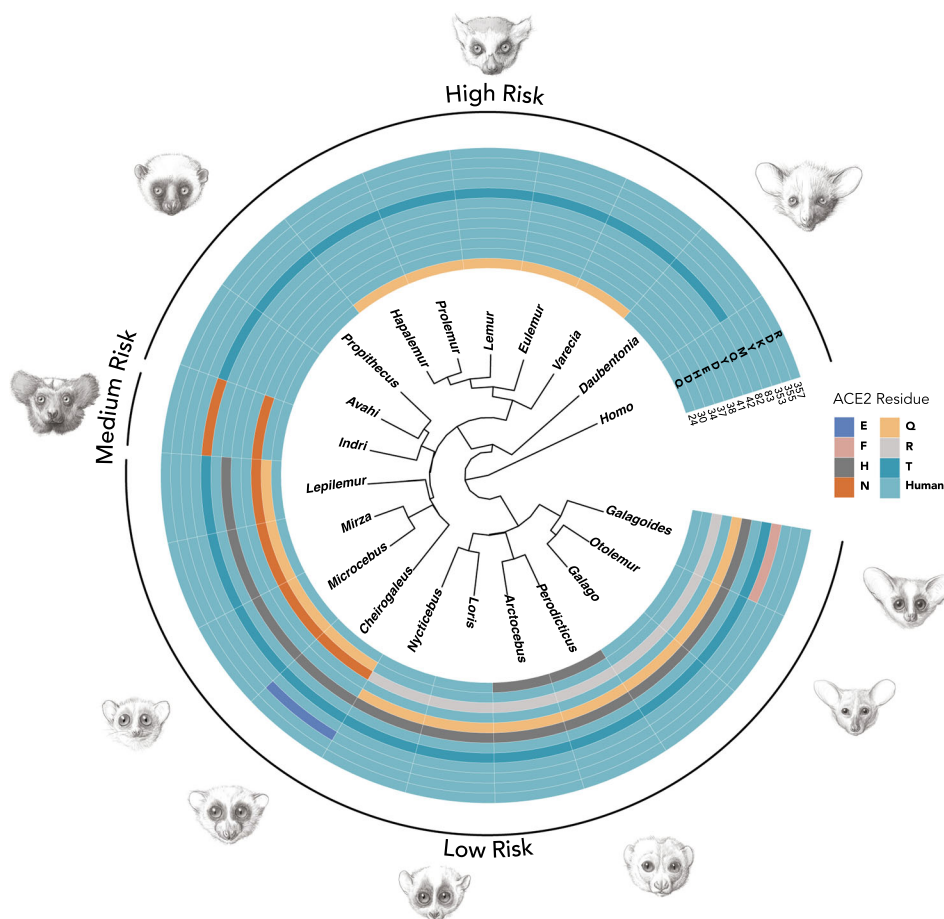 High Risk
Medium Risk
Low Risk
Propithecus
Hapalemur
Prolemur
Lemur
Eulemur
Varecia
Daubentonia
Homo
Avahi
Indri
Lepilemur
Mirza
Microcebus
Cheirogaleus
Nycticebus
Loris
Arctocebus
Perodicticus
Galago
Otolemur
Galagoides
Q D H E D Y Q M Y K D R
24 30 34 37 38 41 42 82 83 353 355 357
ACE2 Residue
E Q
F R
H T
N Human